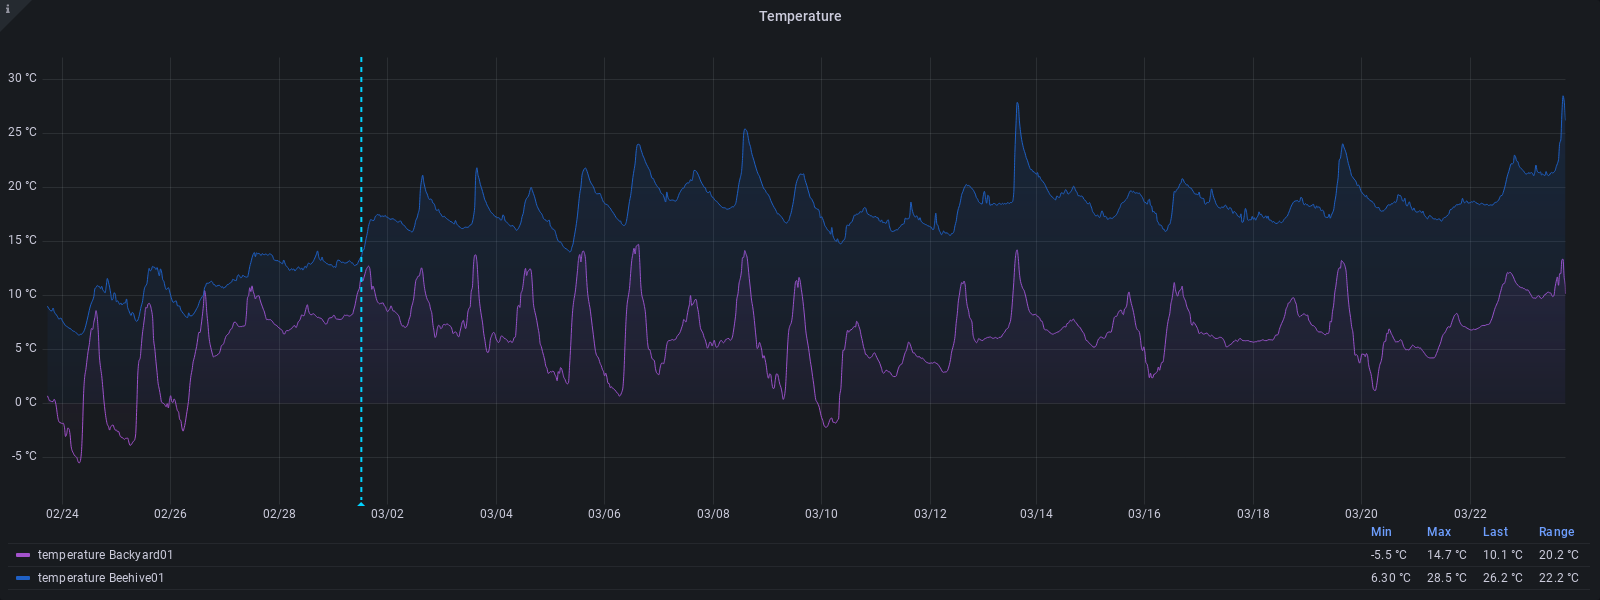 i
Temperature
30 °C
25 °C
20 °C
15 °C
10 °C
5 °C
0 °C
-5 °C
02/24 02/26 02/28 03/02 03/04 03/06 03/08 03/10 03/12 03/14 03/16 03/18 03/20 03/22
Min Max Last Range
temperature Backyard01 -5.5 °C 14.7 °C 10.1 °C 20.2 °C
temperature Beehive01 6.30 °C 28.5 °C 26.2 °C 22.2 °C